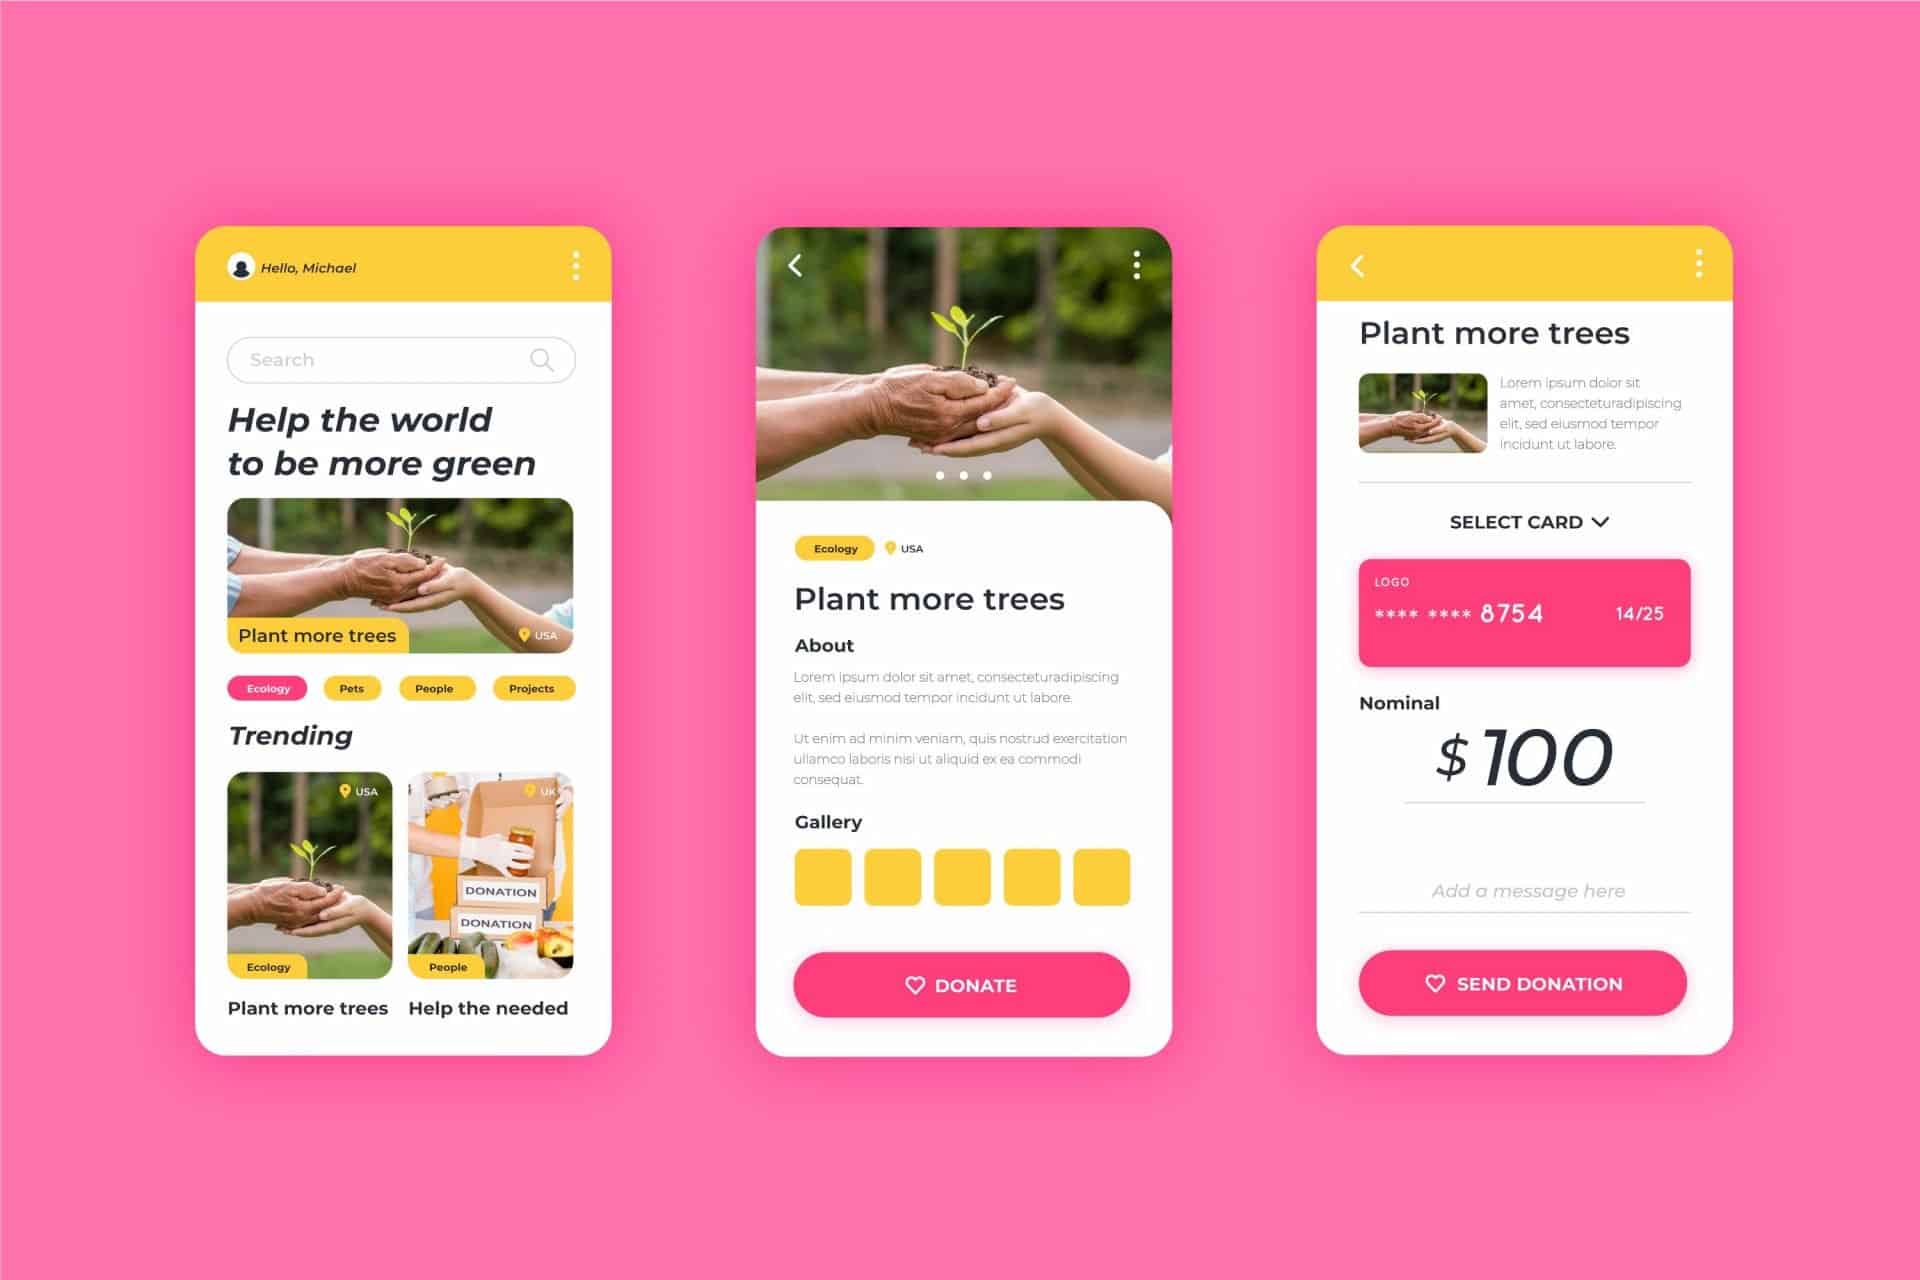 Hello, Michael
Search
Help the world
to be more green
Plant more trees
USA
Ecology
Pets
People
Projects
Trending
USA
UK
DONATION
DONATION
Ecology
People
Plant more trees
Help the needed
Ecology
USA
Plant more trees
About
Lorem ipsum dolor sit amet, consecteturadipiscing
elit, sed eiusmod tempor incidunt ut labore.
Ut enim ad minim veniam, quis nostrud exercitation
ullamco laboris nisi ut aliquid ex ea commodi
consequat.
Gallery
DONATE
Plant more trees
Lorem ipsum dolor sit
amet, consecteturadipiscing
elit, sed eiusmod tempor
incidunt ut labore.
SELECT CARD
LOGO
**** **** 8754
14/25
Nominal
$ 100
Add a message here
SEND DONATION